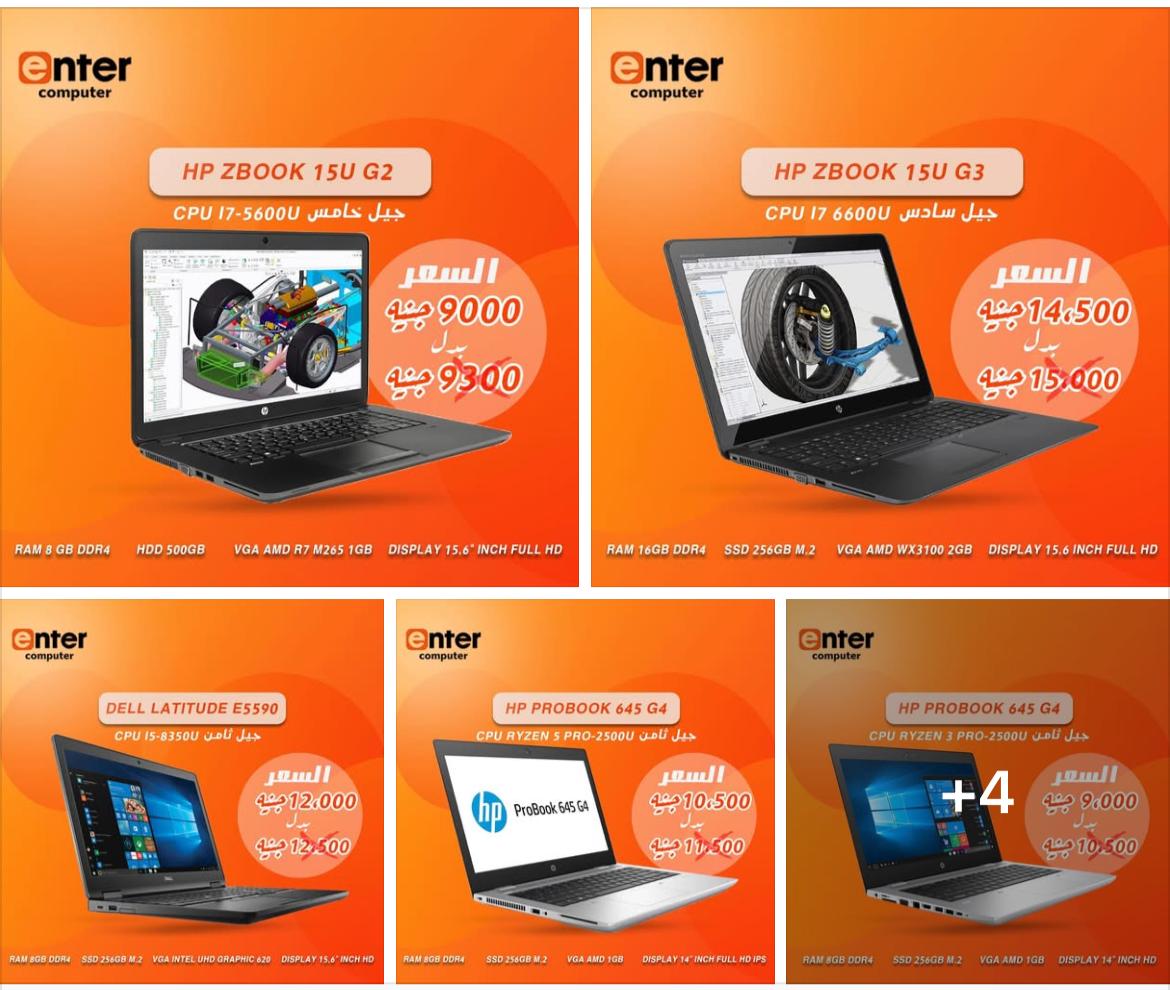 enter
computer
HP ZBOOK 15U G2
CPU I7-5600U جيل خامس
السعر
9000 جنيه
بدل
9300 جنيه
RAM 8 GB DDR4 HDD 500GB VGA AMD R7 M265 1GB DISPLAY 15.6" INCH FULL HD
enter
computer
HP ZBOOK 15U G3
CPU I7 6600U جيل سادس
السعر
14،500 جنيه
بدل
15،000 جنيه
RAM 16GB DDR4 SSD 256GB M.2 VGA AMD WX3100 2GB DISPLAY 15.6 INCH FULL HD
enter
computer
DELL LATITUDE E5590
CPU I5-8350U جيل ثامن
السعر
12،000 جنيه
بدل
12،500 جنيه
RAM 8GB DDR4 SSD 256GB M.2 VGA INTEL UHD GRAPHIC 620 DISPLAY 15,6" INCH HD
enter
computer
HP PROBOOK 645 G4
CPU RYZEN 5 PRO-2500U جيل ثامن
السعر
10،500 جنيه
بدل
11،500 جنيه
hp ProBook 645 G4
RAM 8GB DDR4 SSD 256GB M.2 VGA AMD 1GB DISPLAY 14" INCH FULL HD IPS
enter
computer
HP PROBOOK 645 G4
CPU RYZEN 3 PRO-2500U جيل ثامن
السعر
9،000 جنيه
بدل
10،500 جنيه
+4
RAM 8GB DDR4 SSD 256GB M.2 VGA AMD 1GB DISPLAY 14" INCH HD